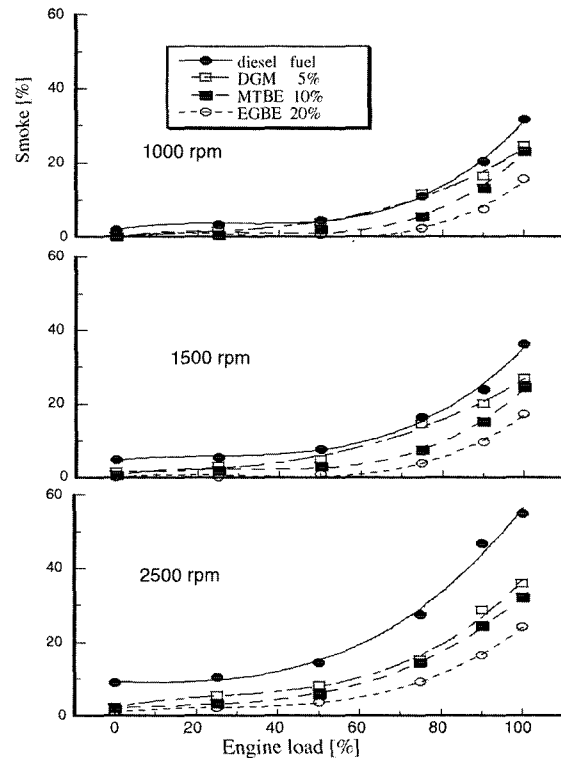 60
40
20
0
Smoke [%]
diesel fuel
DGM 5%
MTBE 10%
EGBE 20%
1000 rpm
60
40
20
0
1500 rpm
60
40
20
0
2500 rpm
0 20 40 60 80 100
Engine load [%]